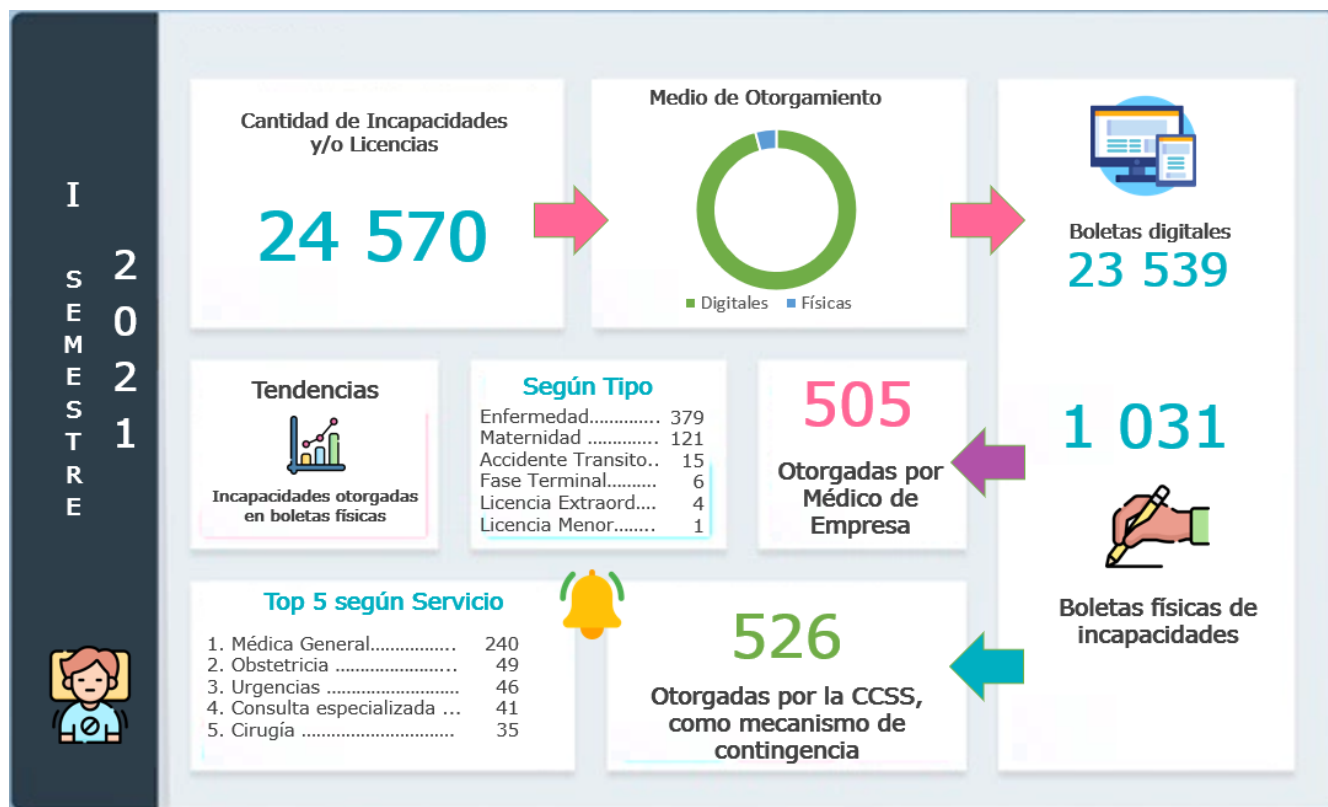 I SEMESTRE
2021
Cantidad de Incapacidades
y/o Licencias
24 570
Medio de Otorgamiento
Digitales Físicas
Boletas digitales
23 539
1 031
Boletas físicas de
incapacidades
Tendencias
Incapacidades otorgadas
en boletas físicas
Según Tipo
Enfermedad.............. 379
Maternidad .............. 121
Accidente Transito.. 15
Fase Terminal.......... 6
Licencia Extraord.... 4
Licencia Menor........ 1
505
Otorgadas por
Médico de
Empresa
Top 5 según Servicio
1. Médica General................ 240
2. Obstetricia ....................... 49
3. Urgencias ......................... 46
4. Consulta especializada ... 41
5. Cirugía ............................. 35
526
Otorgadas por la CCSS,
como mecanismo de
contingencia